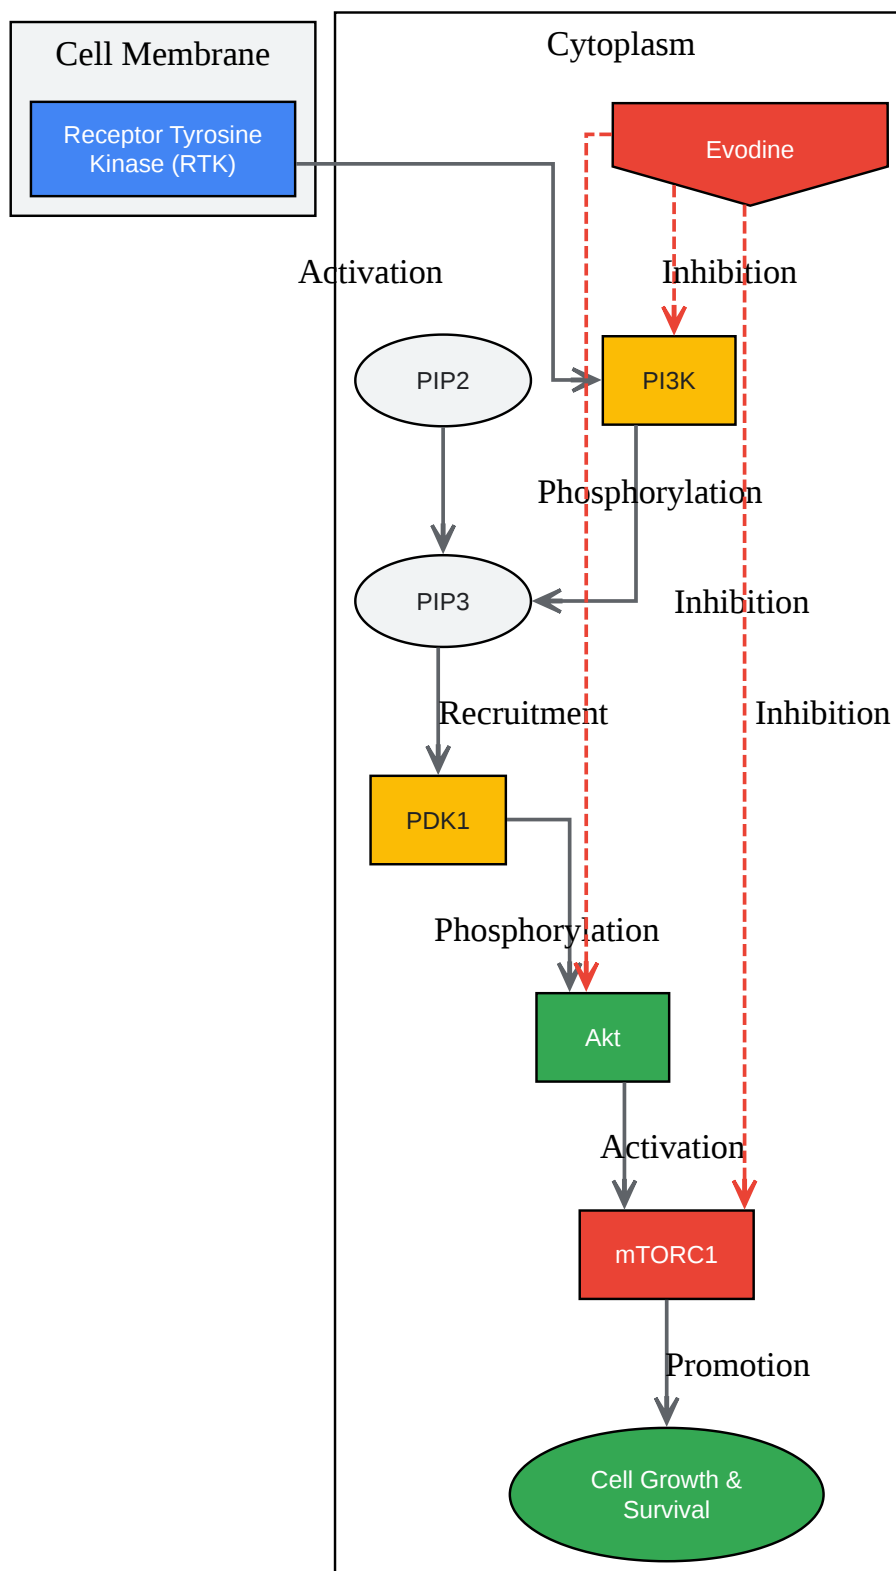 Cell Membrane
Cytoplasm
Receptor Tyrosine
Kinase (RTK)
Evodine
Activation
Inhibition
PIP2
PI3K
Phosphorylation
PIP3
Inhibition
Recruitment
Inhibition
PDK1
Phosphorylation
Akt
Activation
mTORC1
Promotion
Cell Growth &
Survival